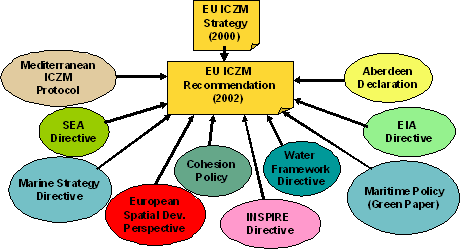 EU ICZM
Strategy
(2000)
Mediterranean
ICZM
Protocol
EU ICZM
Recommendation
(2002)
Aberdeen
Declaration
SEA
Directive
EIA
Directive
Marine Strategy
Directive
Cohesion
Policy
Water
Framework
Directive
Maritime Policy
(Green Paper)
European
Spatial Dev.
Perspective
INSPIRE
Directive